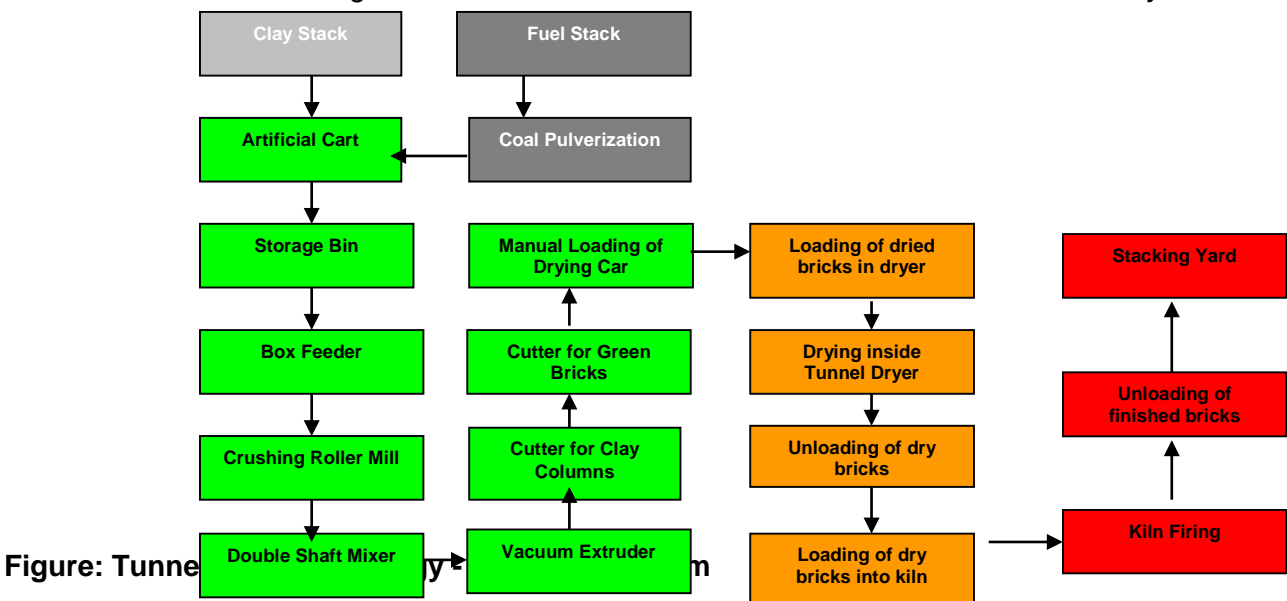 Clay Stack
Fuel Stack
Artificial Cart
Coal Pulverization
Storage Bin
Manual Loading of
Drying Car
Loading of dried
bricks in dryer
Stacking Yard
Box Feeder
Cutter for Green
Bricks
Drying inside
Tunnel Dryer
Unloading of
finished bricks
Crushing Roller Mill
Cutter for Clay
Columns
Unloading of dry
bricks
Double Shaft Mixer
Vacuum Extruder
Loading of dry
bricks into kiln
Kiln Firing
Figure: